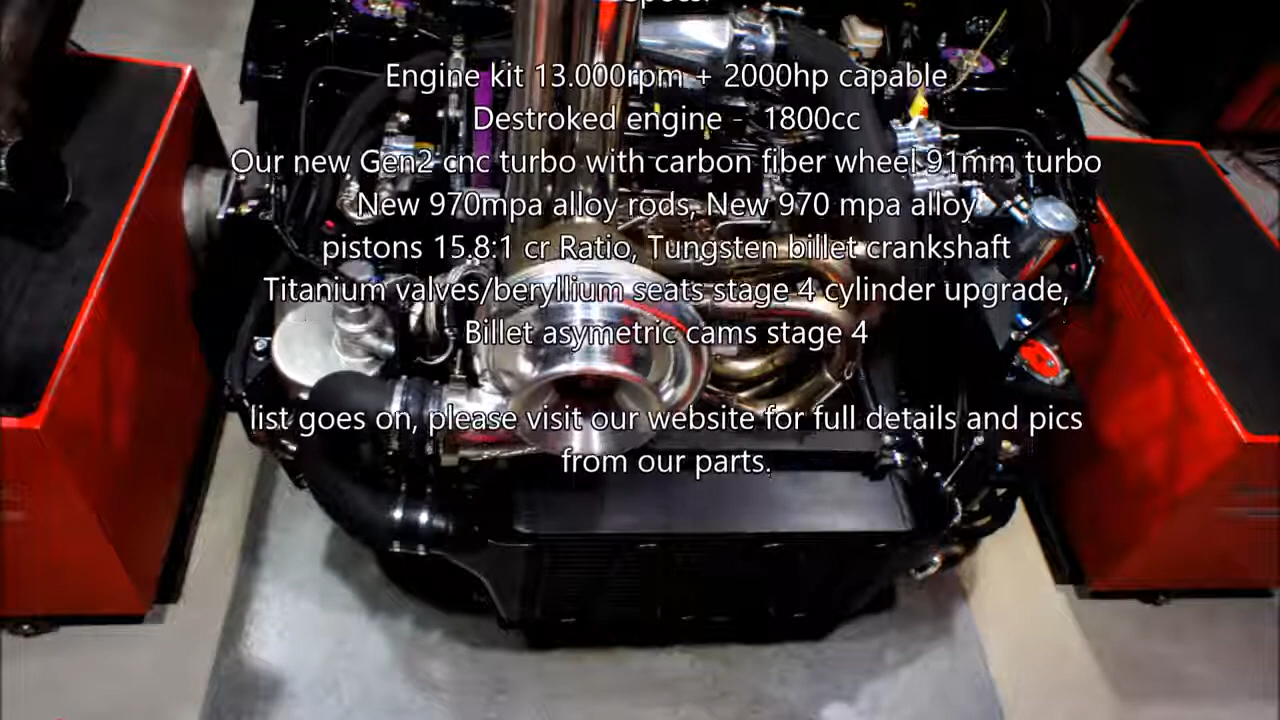 Specs:
Engine kit 13.000rpm + 2000hp capable
Destroked engine - 1800cc
Our new Gen2 cnc turbo with carbon fiber wheel 91mm turbo
New 970mpa alloy rods, New 970 mpa alloy
pistons 15.8:1 cr Ratio, Tungsten billet crankshaft
Titanium valves/beryllium seats stage 4 cylinder upgrade,
Billet asymetric cams stage 4
list goes on, please visit our website for full details and pics
from our parts.